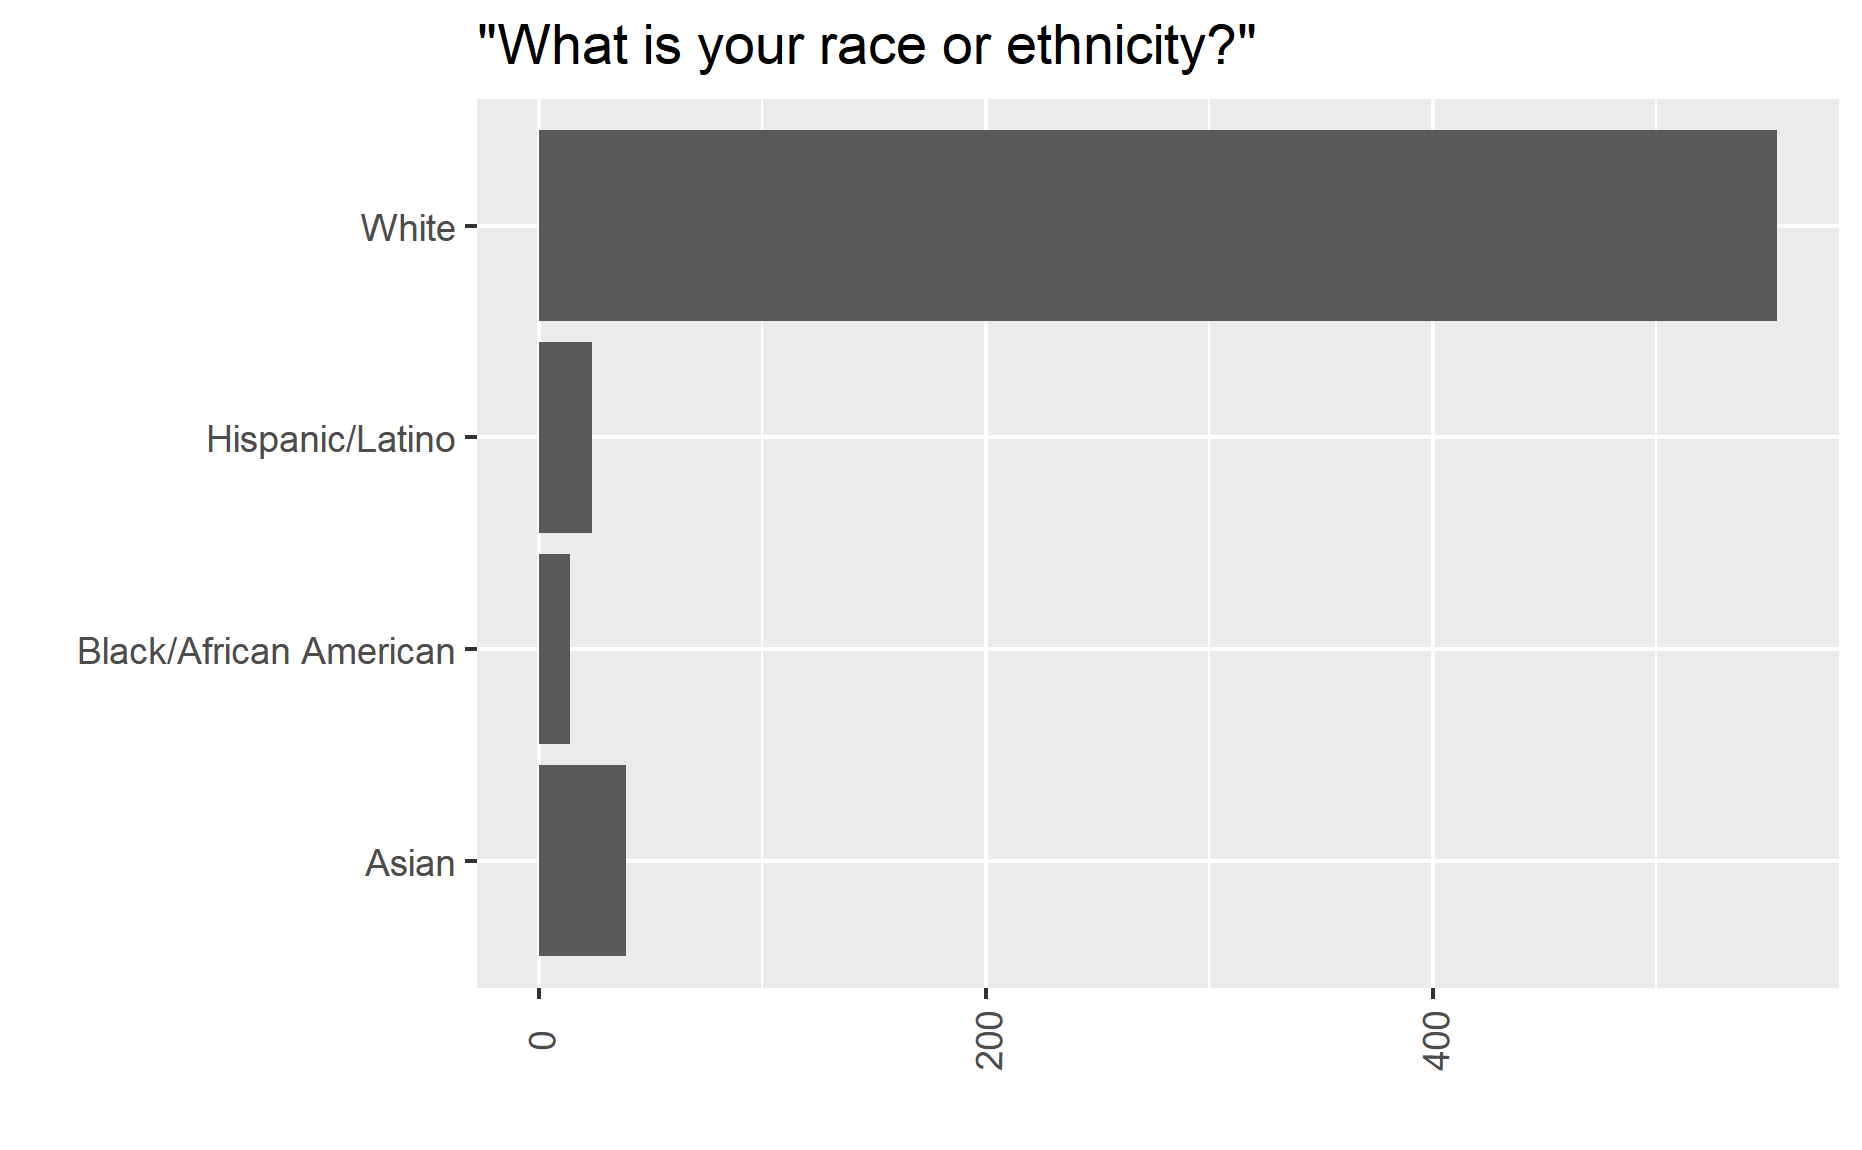 "What is your race or ethnicity?"
White
Hispanic/Latino
Black/African American
Asian
0
200
400